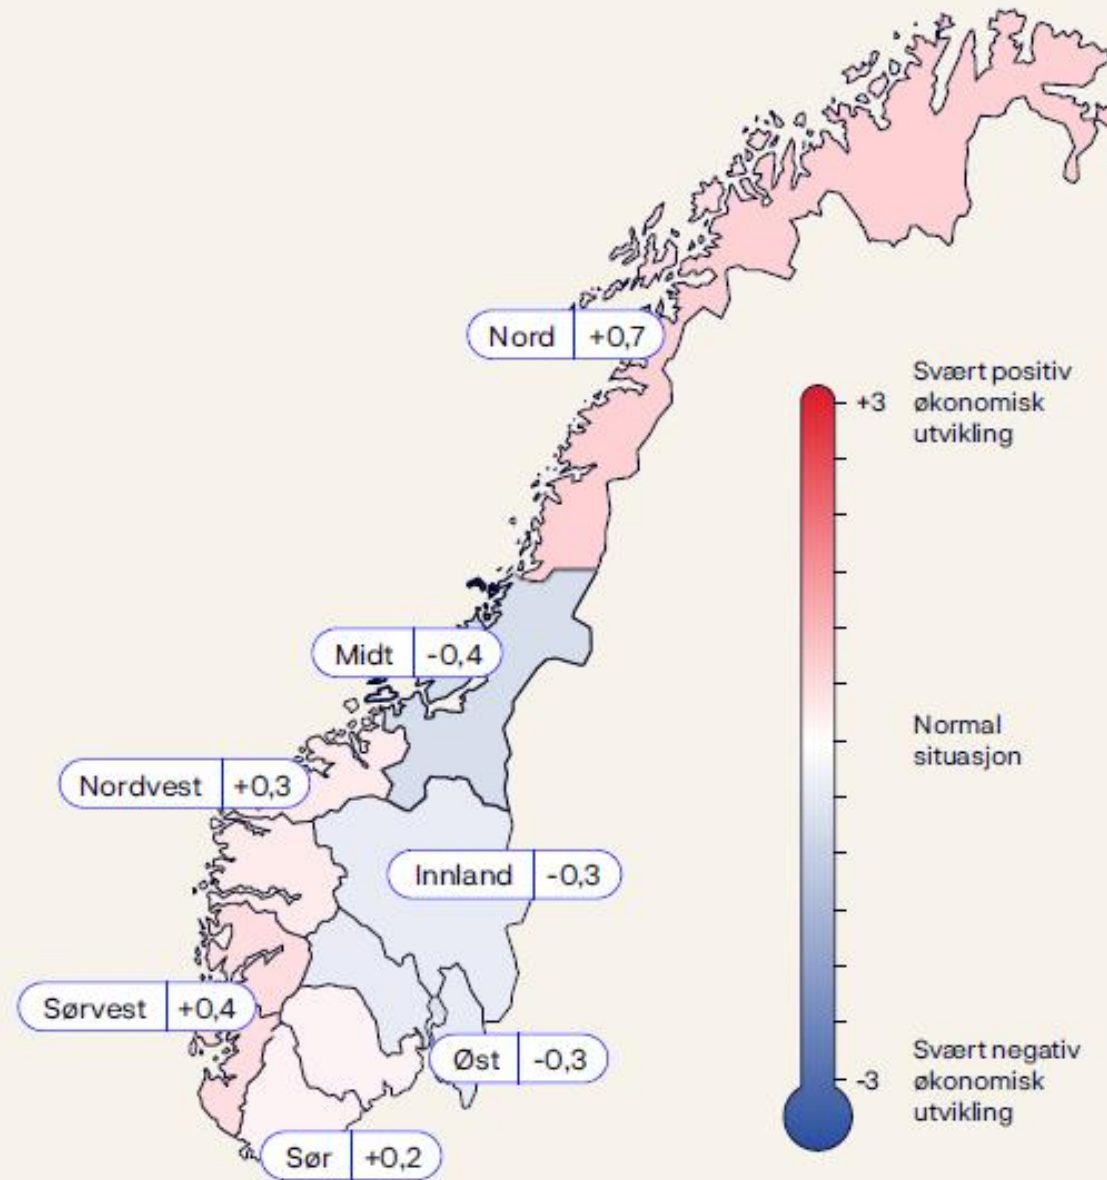 Nord +0,7
Svært positiv
+3 økonomisk
utvikling
Midt -0,4
Normal
situasjon
Nordvest +0,3
Innland -0,3
Sørvest +0,4
Øst -0,3
Svært negativ
-3 økonomisk
utvikling
Sør +0,2